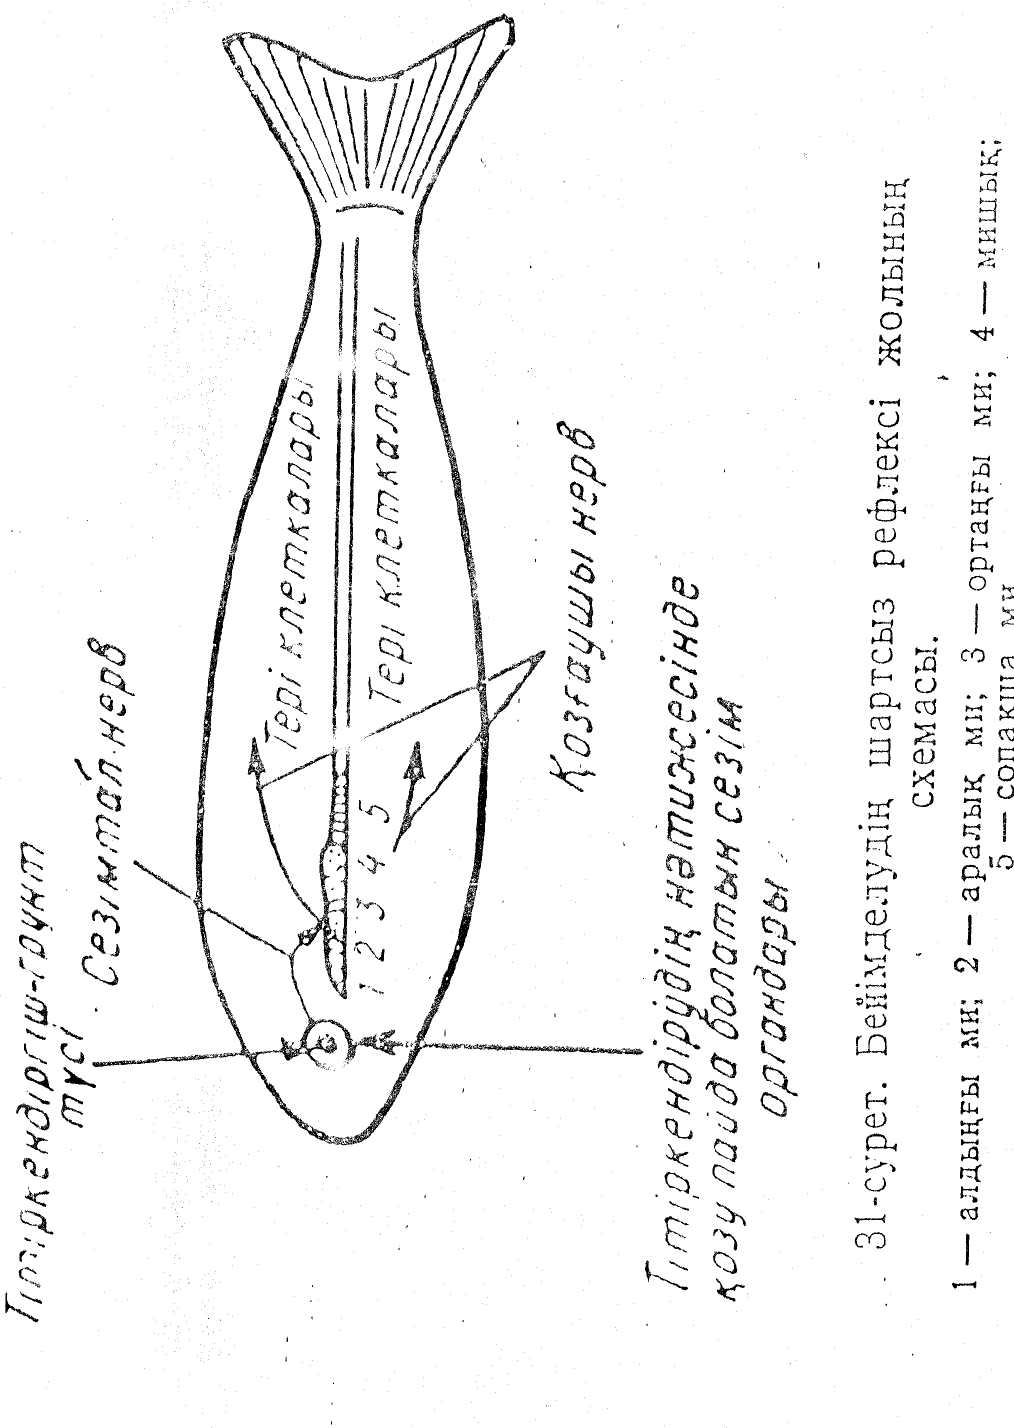 Тітіркендіргіш-грунт
түсі
Сезімтал нерв
Тері клеткалары
1 2 3 4 5
Тері клеткалары
Қозғаушы нерв
Тітіркендірудің нәтижесінде
қозу пайда болатын сезім
органдары
31-сурет. Бейімделудің шартсыз рефлексі жолының
схемасы.
1 — алдыңғы ми; 2 — аралық ми; 3 — ортаңғы ми; 4 — мишық;
5 — сопақша ми